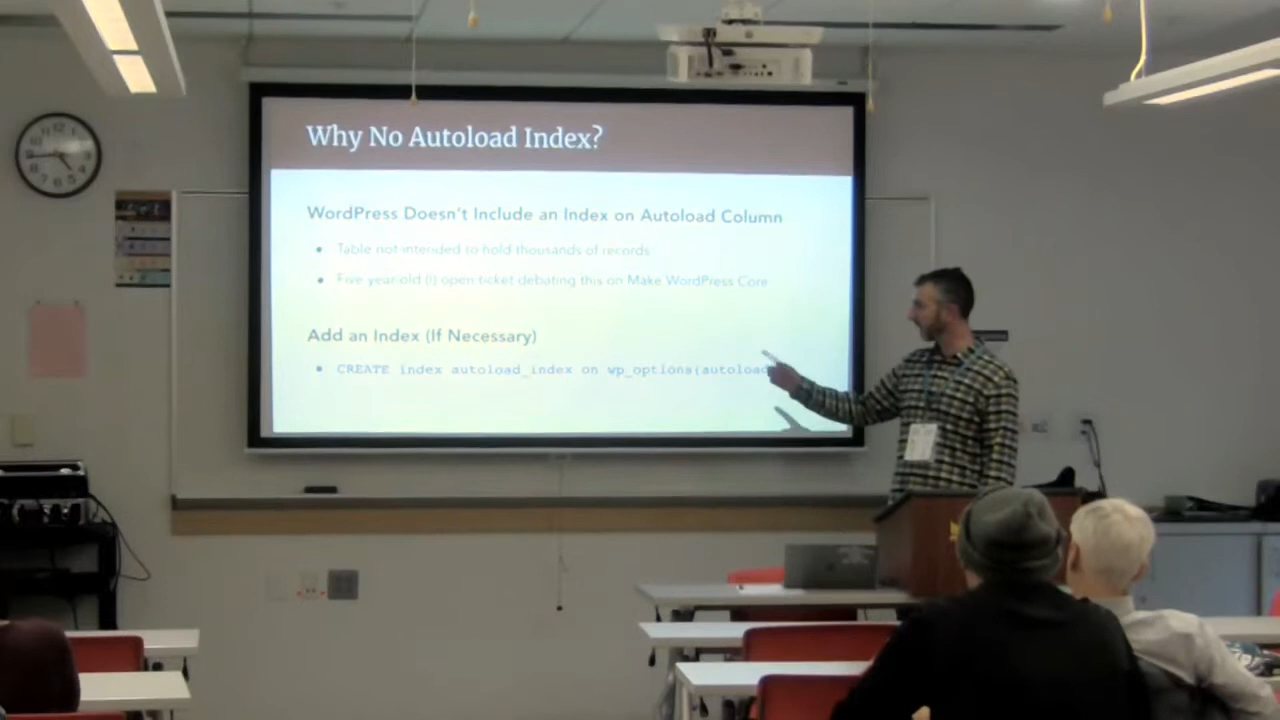 Why No Autoload Index?
WordPress Doesn't Include an Index on Autoload Column
• Table not intended to hold thousands of records
• Five year old (!) open ticket debating this on Make WordPress Core
Add an Index (If Necessary)
• CREATE index autoload_index on wp_options(autoload